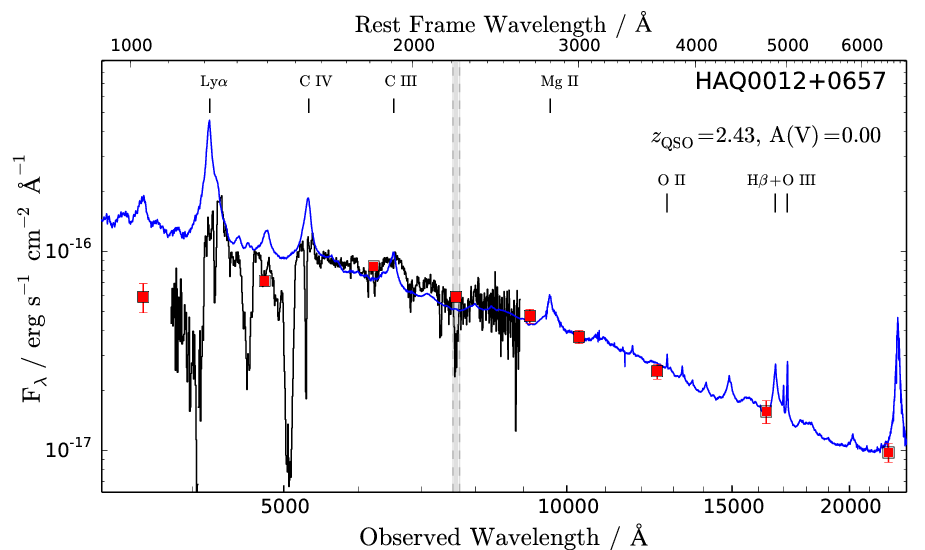 Rest Frame Wavelength / Å
1000 2000 3000 4000 5000 6000
Lyα C IV C III Mg II
HAQ0012+0657
z_QSO=2.43, A(V)=0.00
O II Hβ+O III
F_λ / erg s⁻¹ cm⁻² Å⁻¹
10⁻¹⁶
10⁻¹⁷
5000 10000 15000 20000
Observed Wavelength / Å